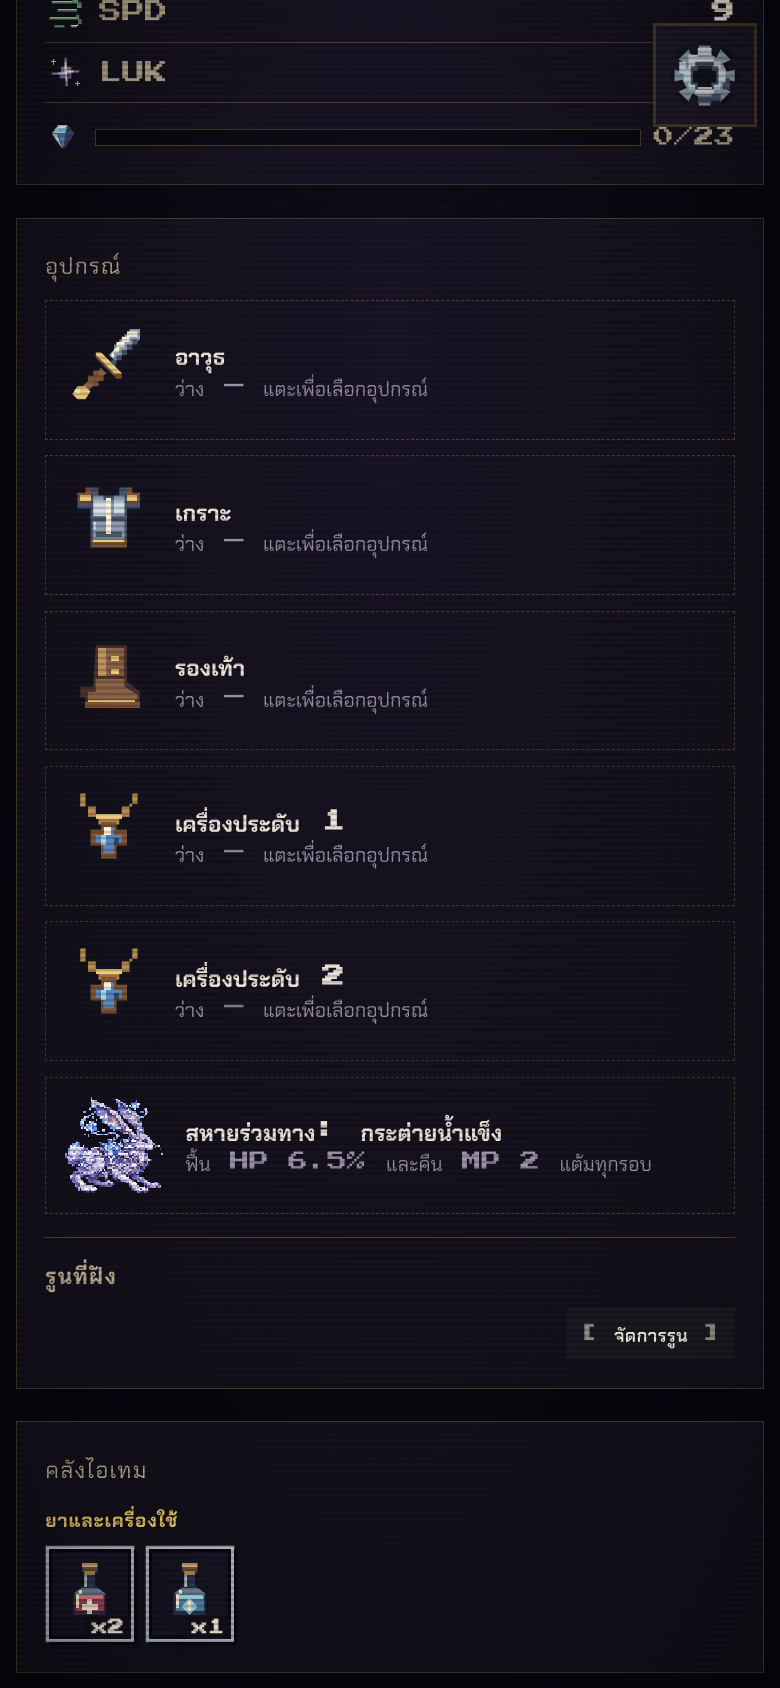 SPD 9
LUK
0/23
อุปกรณ์
อาวุธ
ว่าง — แตะเพื่อเลือกอุปกรณ์
เกราะ
ว่าง — แตะเพื่อเลือกอุปกรณ์
รองเท้า
ว่าง — แตะเพื่อเลือกอุปกรณ์
เครื่องประดับ 1
ว่าง — แตะเพื่อเลือกอุปกรณ์
เครื่องประดับ 2
ว่าง — แตะเพื่อเลือกอุปกรณ์
สหายร่วมทาง: กระต่ายน้ำแข็ง
ฟื้น HP 6.5% และคืน MP 2 แต้มทุกรอบ
รูนที่ฝัง
[ จัดการรูน ]
คลังไอเทม
ยาและเครื่องใช้
x2 x1